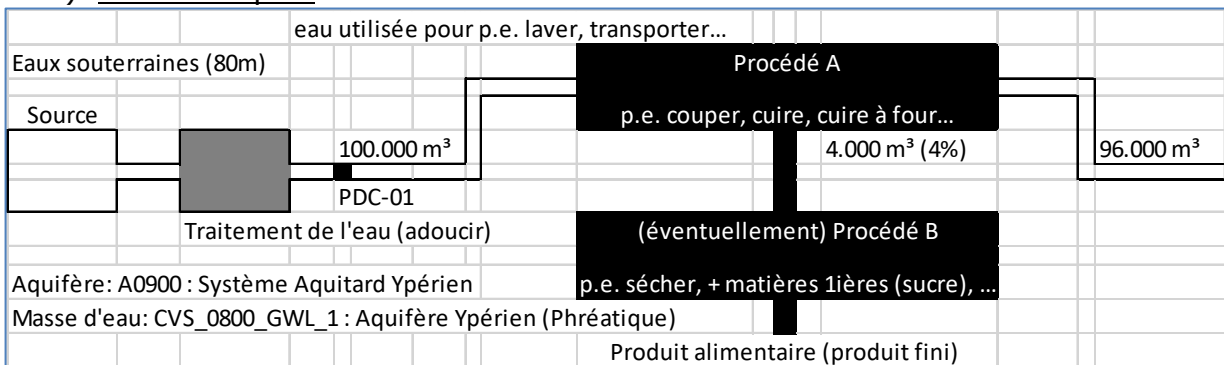 eau utilisée pour p.e. laver, transporter...
Eaux souterraines (80m)
Procédé A
Source
p.e. couper, cuire, cuire à four...
100.000 m³
4.000 m³ (4%)
96.000 m³
PDC-01
Traitement de l'eau (adoucir)
(éventuellement) Procédé B
Aquifère: A0900 : Système Aquitard Ypérien
p.e. sécher, + matières 1ières (sucre), ...
Masse d'eau: CVS_0800_GWL_1 : Aquifère Ypérien (Phréatique)
Produit alimentaire (produit fini)